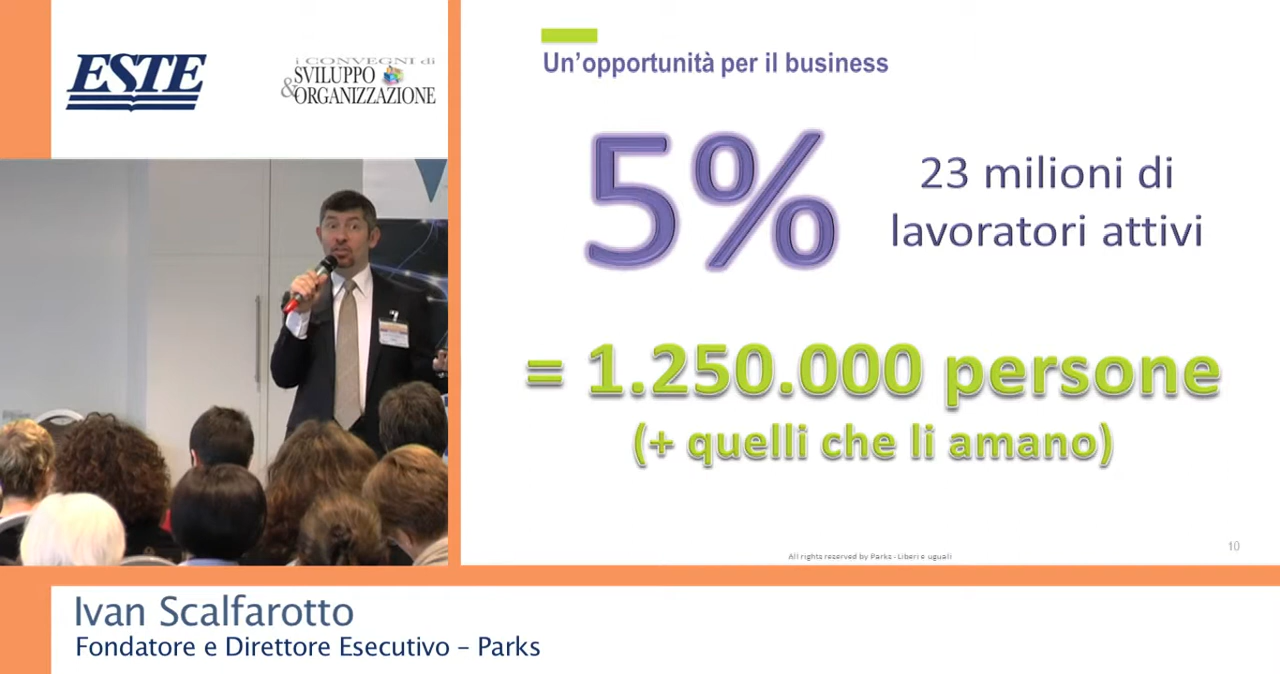 ESTE
i CONVEGNI di
SVILUPPO
&ORGANIZZAZIONE
Un’opportunità per il business
5%
23 milioni di
lavoratori attivi
= 1.250.000 persone
(+ quelli che li amano)
All rights reserved by Parks - Liberi e uguali
10
Ivan Scalfarotto
Fondatore e Direttore Esecutivo – Parks